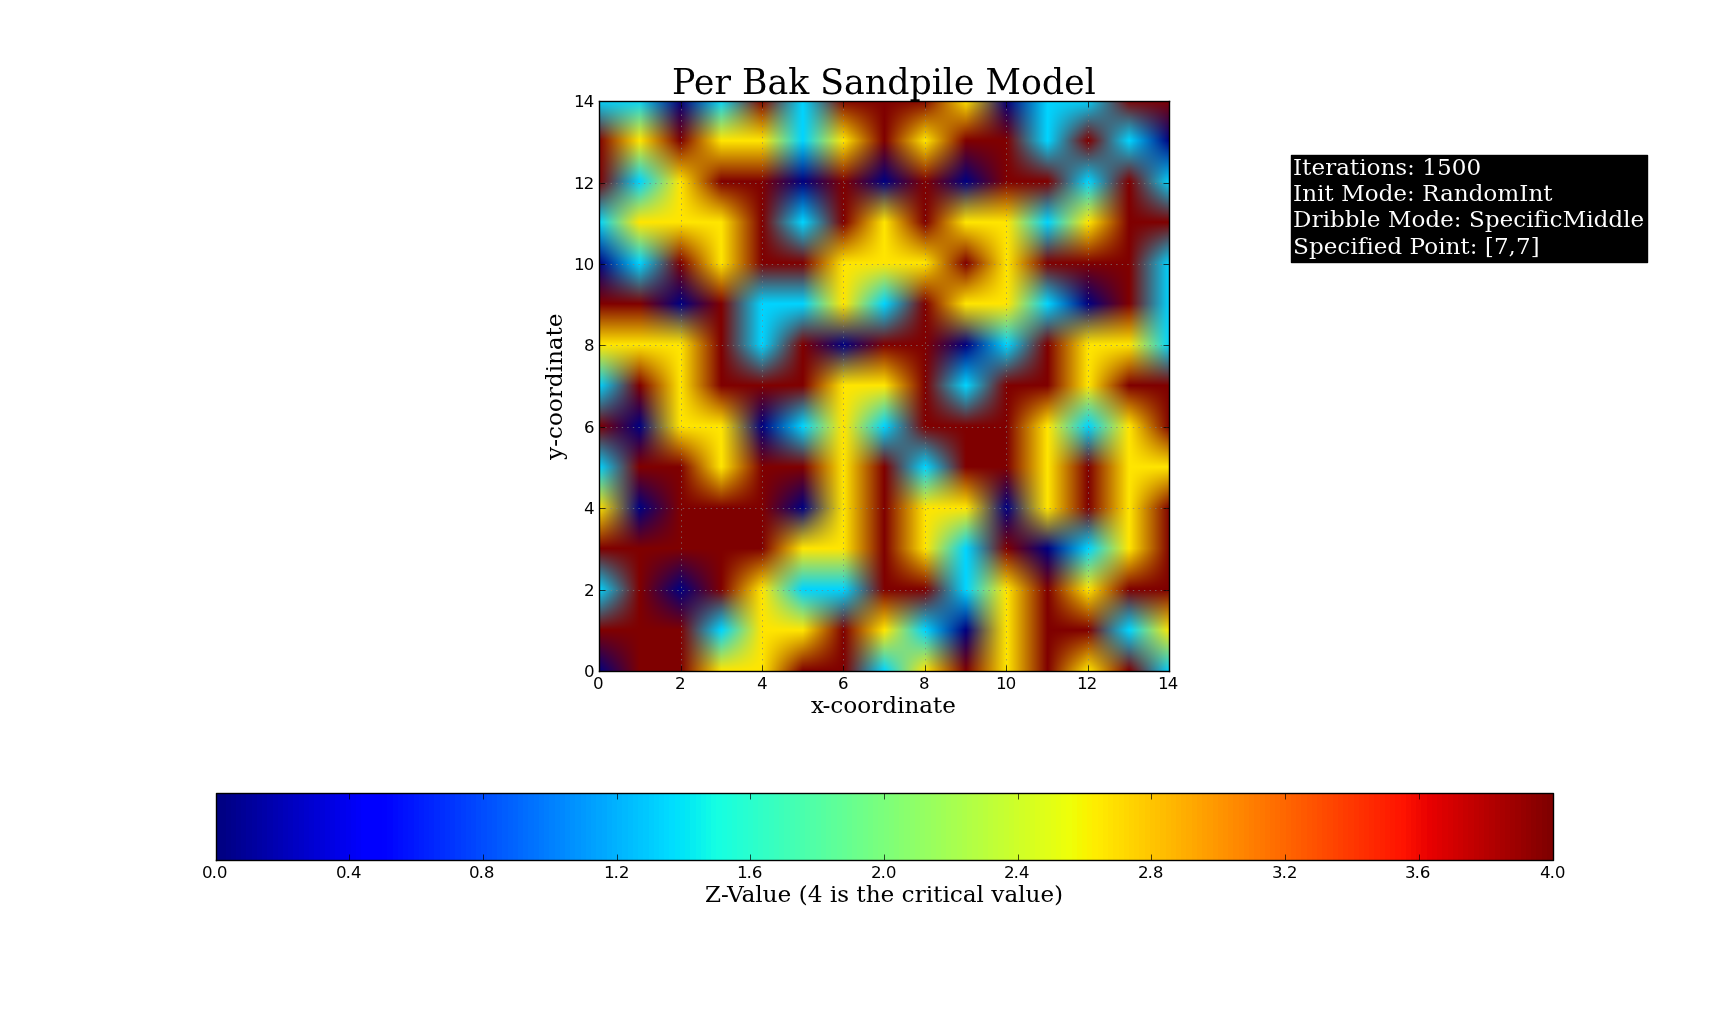 Per Bak Sandpile Model
Iterations: 1500
Init Mode: RandomInt
Dribble Mode: SpecificMiddle
Specified Point: [7,7]
y-coordinate
14
12
10
8
6
4
2
0
0 2 4 6 8 10 12 14
x-coordinate
0.0 0.4 0.8 1.2 1.6 2.0 2.4 2.8 3.2 3.6 4.0
Z-Value (4 is the critical value)